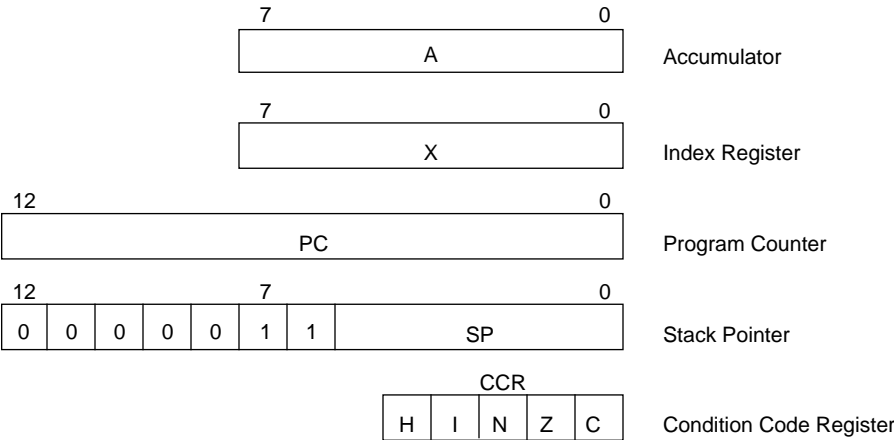 7 0
A Accumulator
7 0
X Index Register
12 0
PC Program Counter
12 7 0
0 0 0 0 0 1 1 SP Stack Pointer
CCR
H I N Z C Condition Code Register